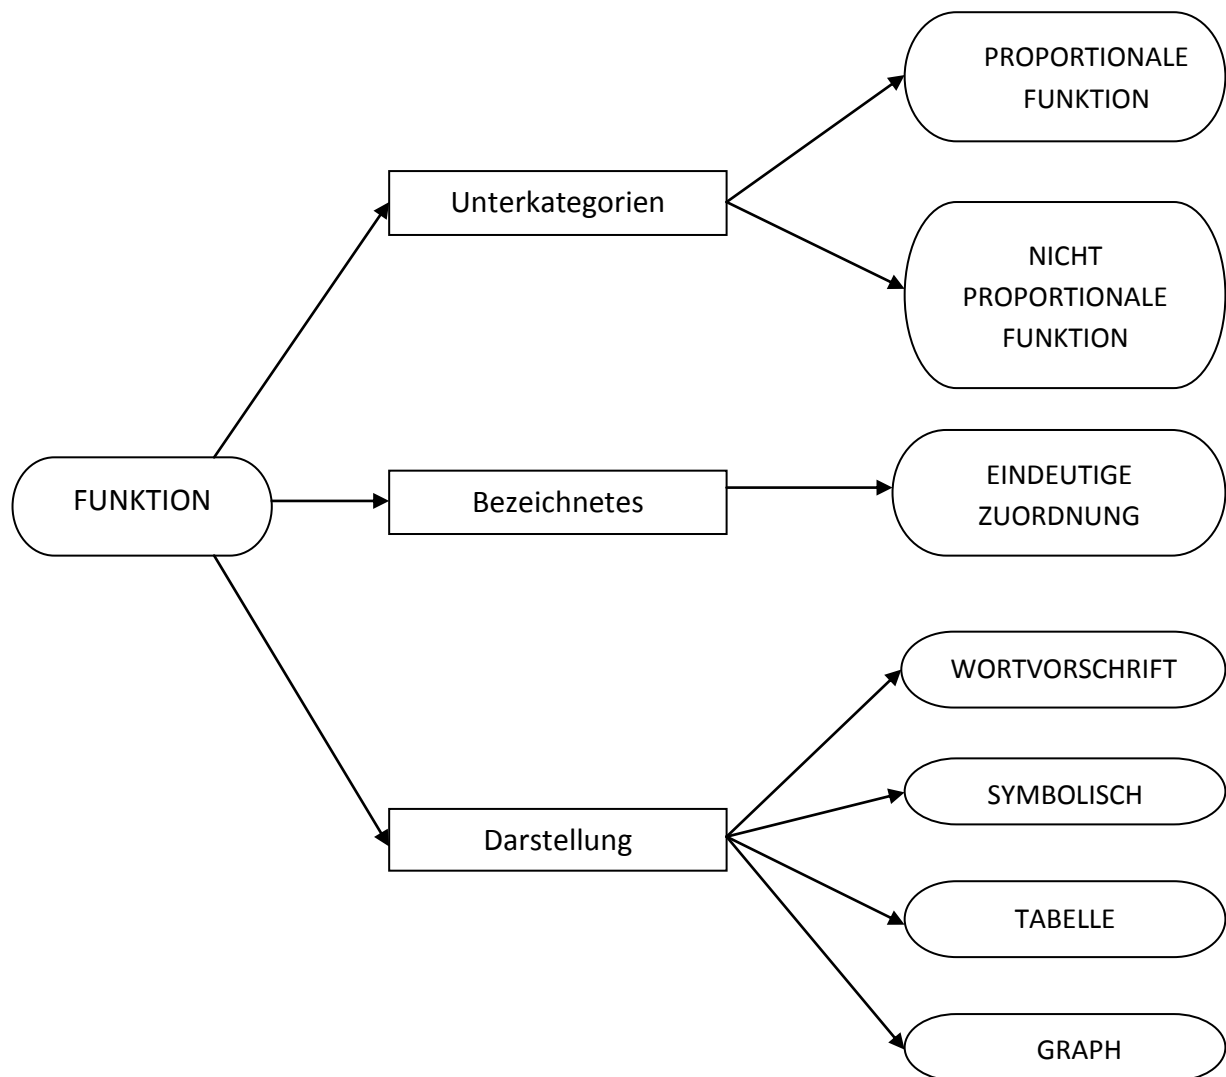 FUNKTION
Unterkategorien
PROPORTIONALE
FUNKTION
NICHT
PROPORTIONALE
FUNKTION
Bezeichnetes
EINDEUTIGE
ZUORDNUNG
Darstellung
WORTVORSCHRIFT
SYMBOLISCH
TABELLE
GRAPH